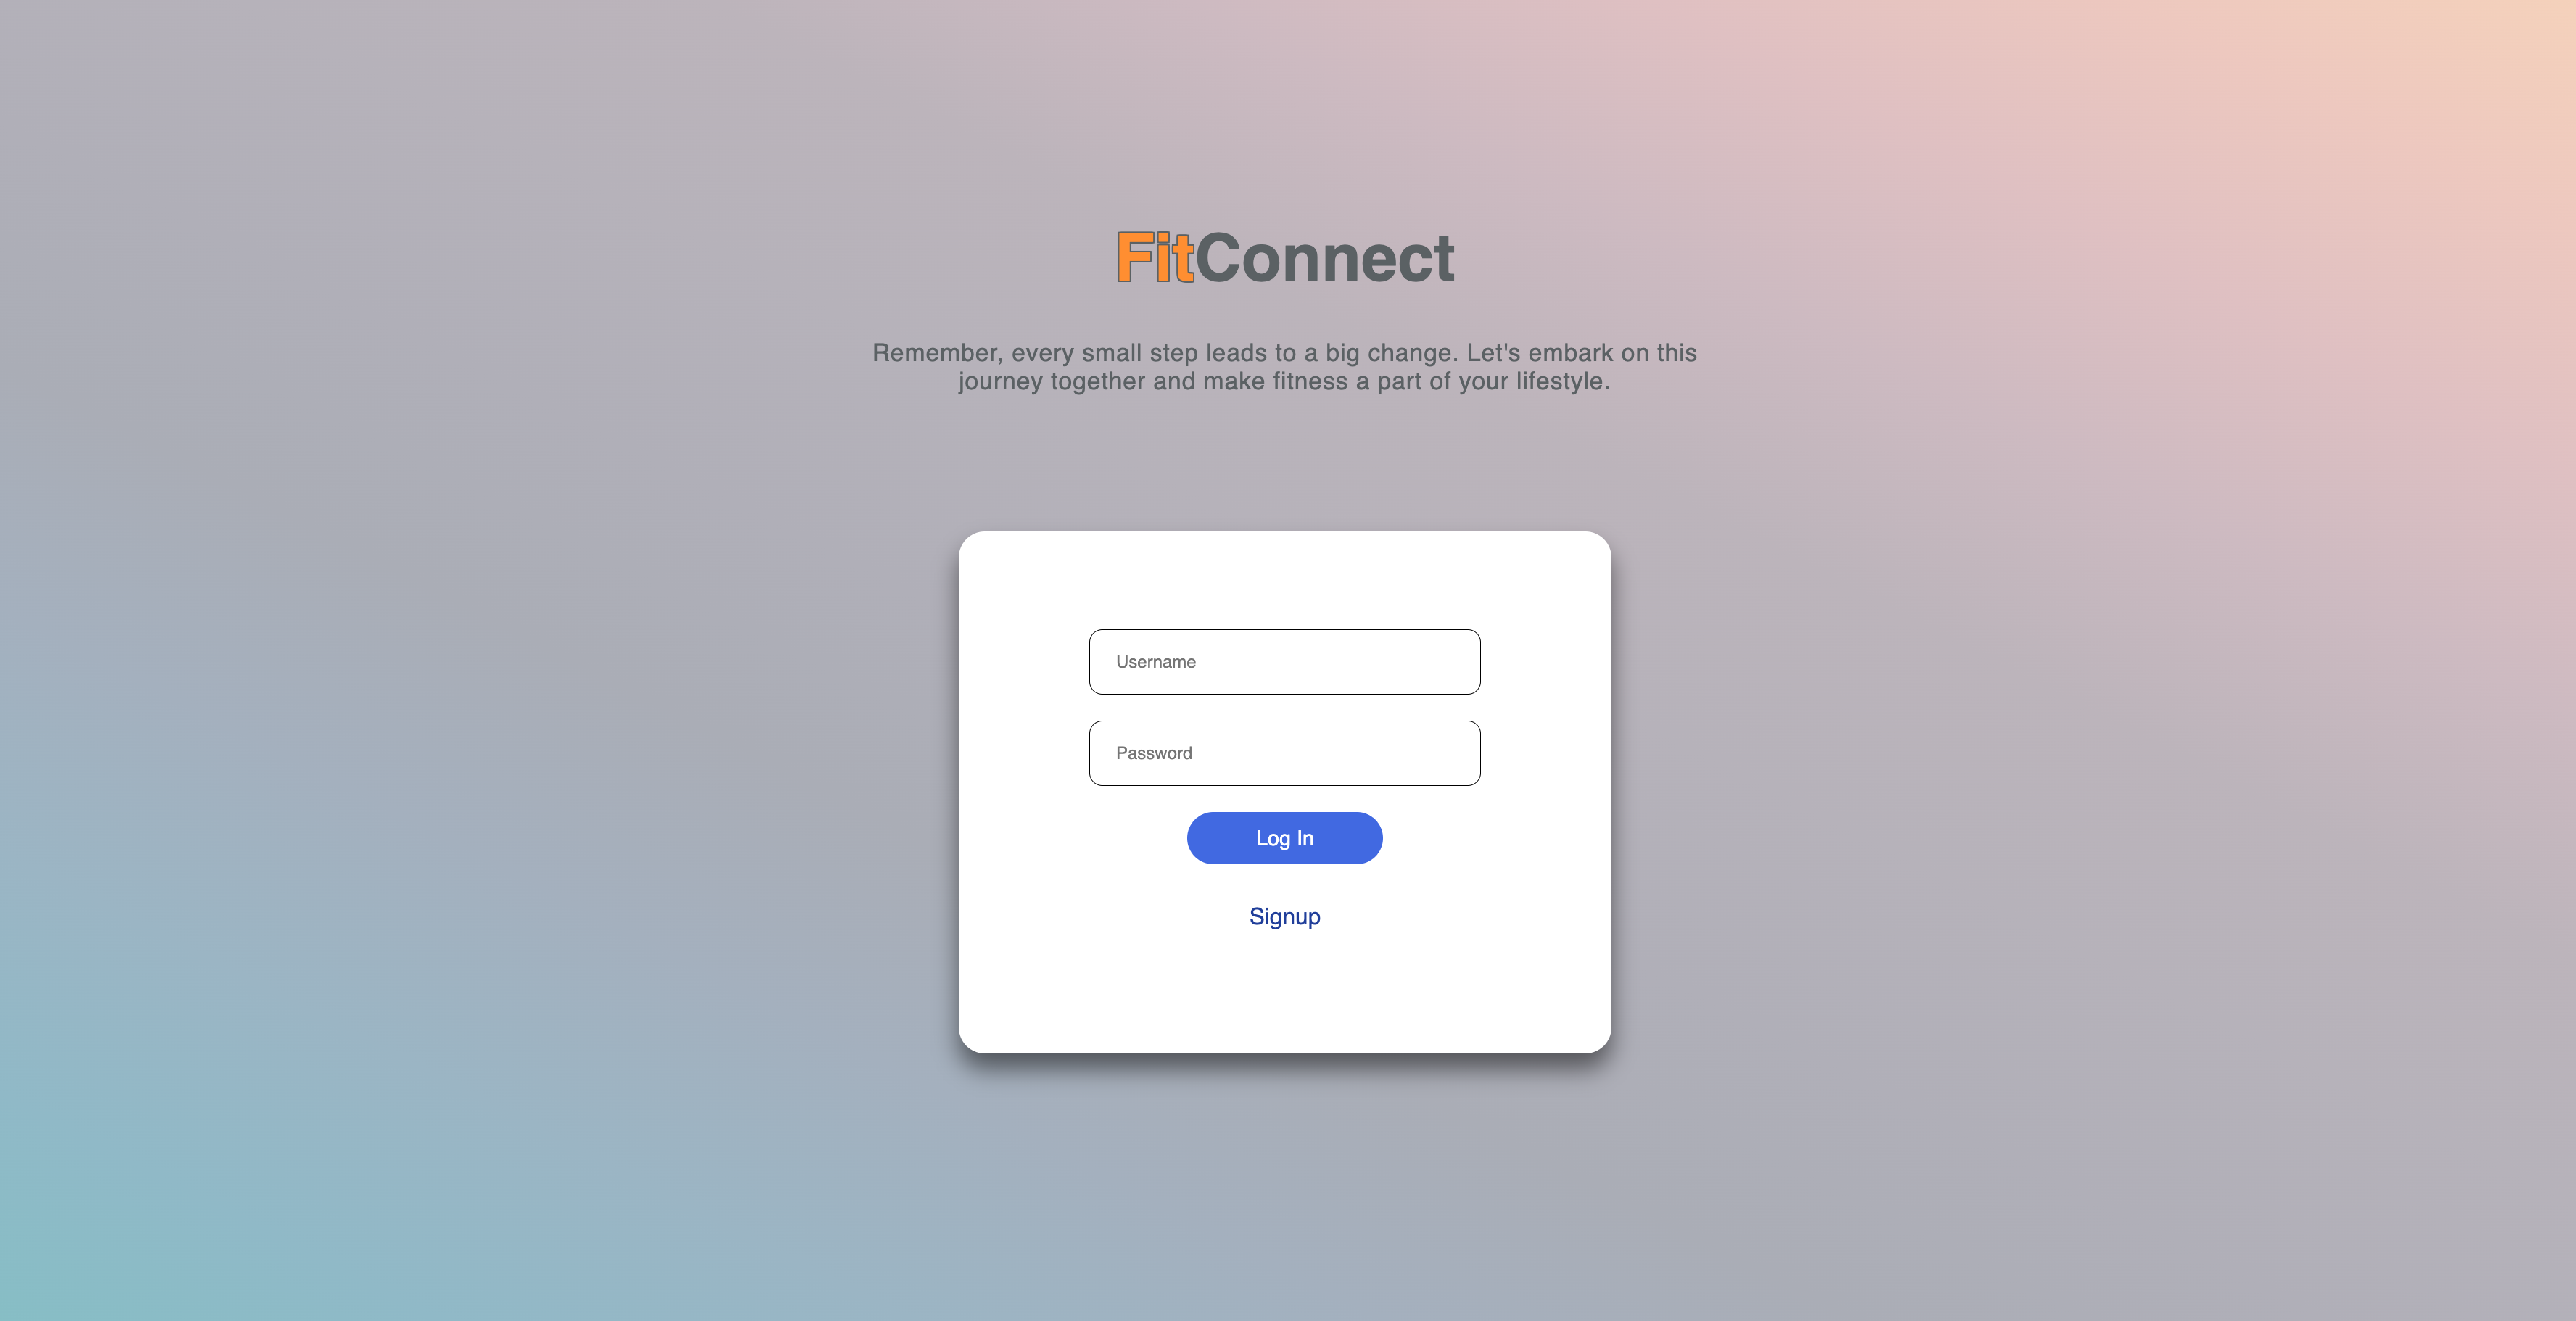 FitConnect
Remember, every small step leads to a big change. Let's embark on this
journey together and make fitness a part of your lifestyle.
Username
Password
Log In
Signup